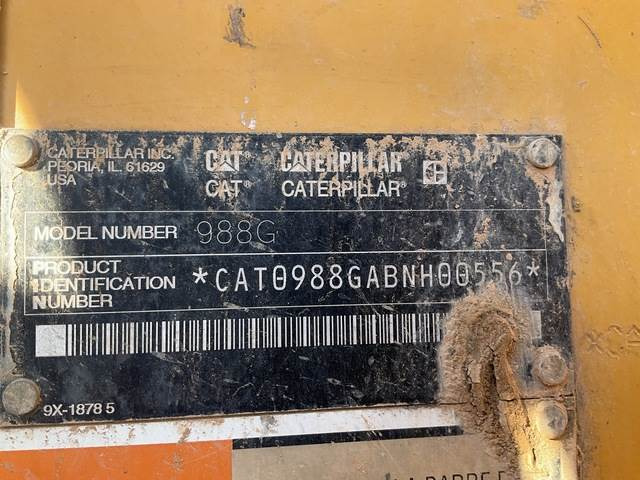 CATERPILLAR INC.
PEORIA, IL. 61629
USA
CAT® CATERPILLAR
CAT® CATERPILLAR®
MODEL NUMBER 988G
PRODUCT
IDENTIFICATION
NUMBER
*CAT0988GABNH00556*
9X-1878 5